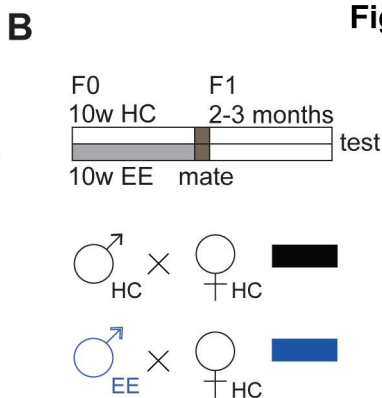 B
Fig
F0 F1
10w HC 2-3 months
test
10w EE mate
HC HC
EE HC